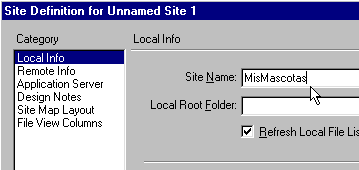 Site Definition for Unnamed Site 1
Category
Local Info
Remote Info
Application Server
Design Notes
Site Map Layout
File View Columns
Local Info
Site Name: MisMascotas
Local Root Folder:
Refresh Local File